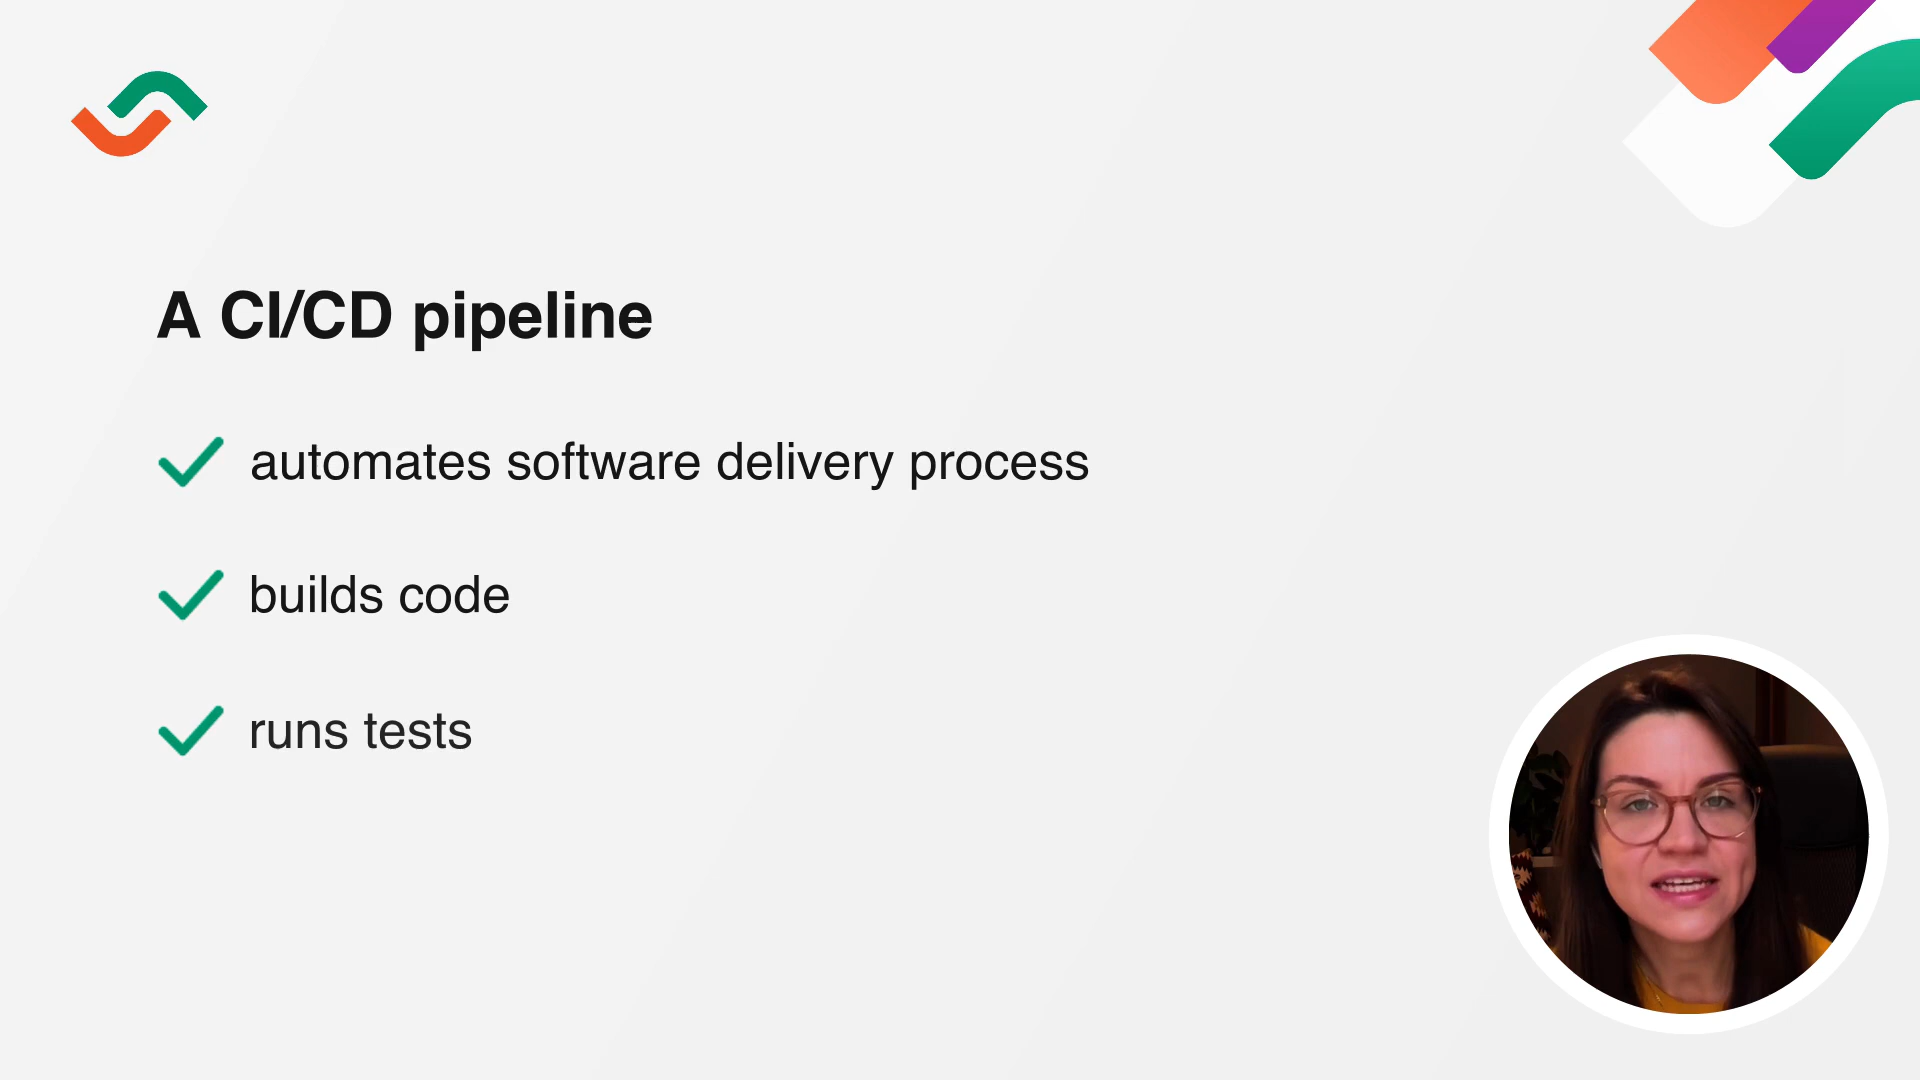 A CI/CD pipeline
automates software delivery process
builds code
runs tests